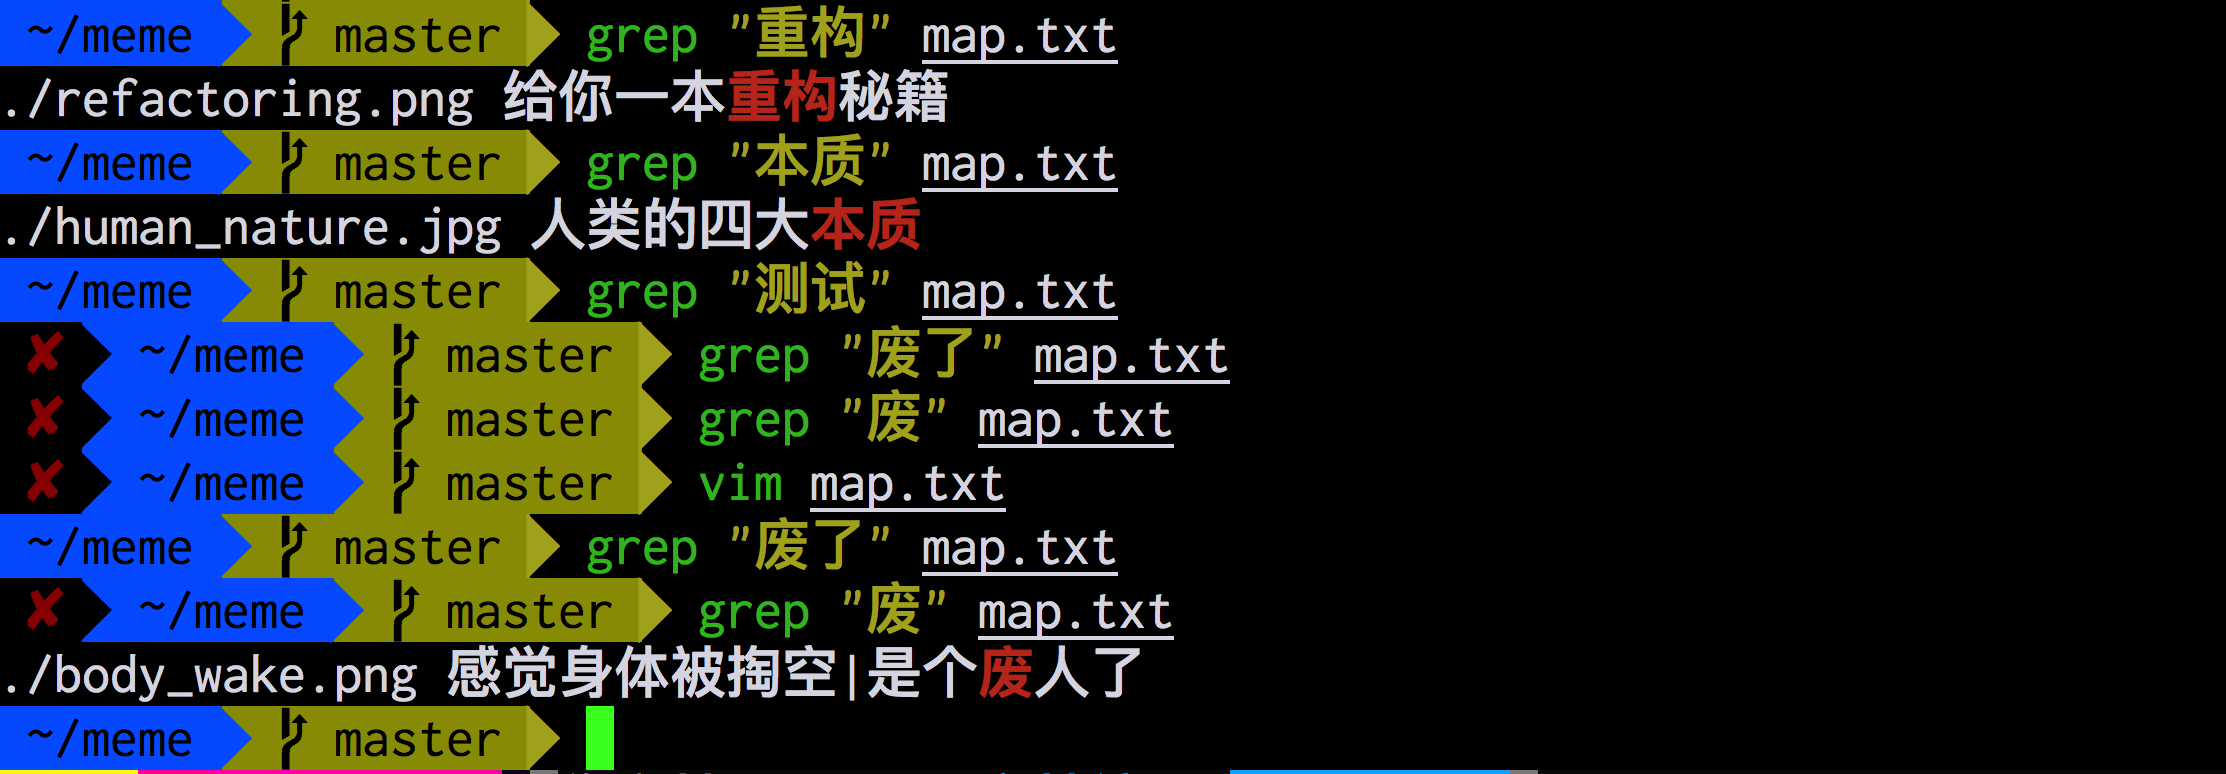 ~/meme master grep "重构" map.txt
./refactoring.png 给你一本重构秘籍
~/meme master grep "本质" map.txt
./human_nature.jpg 人类的四大本质
~/meme master grep "测试" map.txt
✘ ~/meme master grep "废了" map.txt
✘ ~/meme master grep "废" map.txt
✘ ~/meme master vim map.txt
~/meme master grep "废了" map.txt
✘ ~/meme master grep "废" map.txt
./body_wake.png 感觉身体被掏空|是个废人了
~/meme master